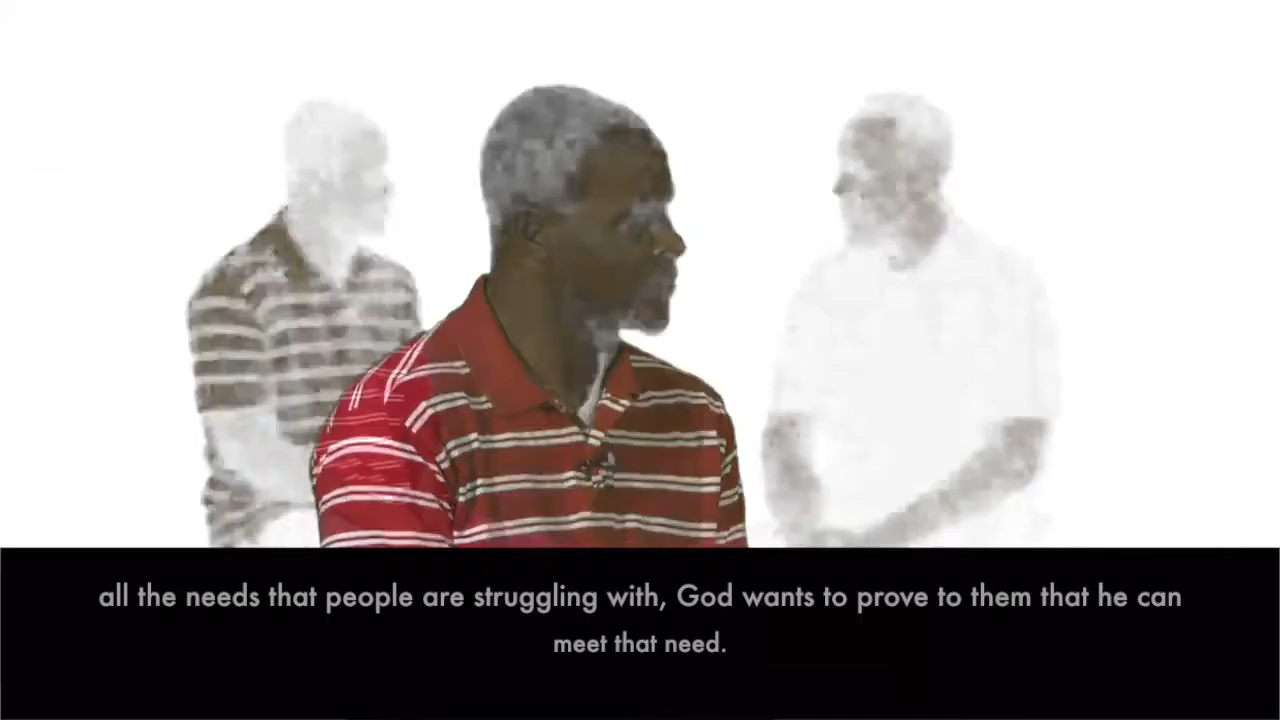 all the needs that people are struggling with, God wants to prove to them that he can
meet that need.